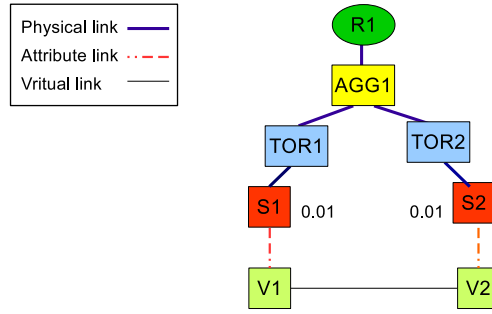 Physical link
Attribute link
Vritual link
R1
AGG1
TOR1
TOR2
S1
0.01
0.01
S2
V1
V2